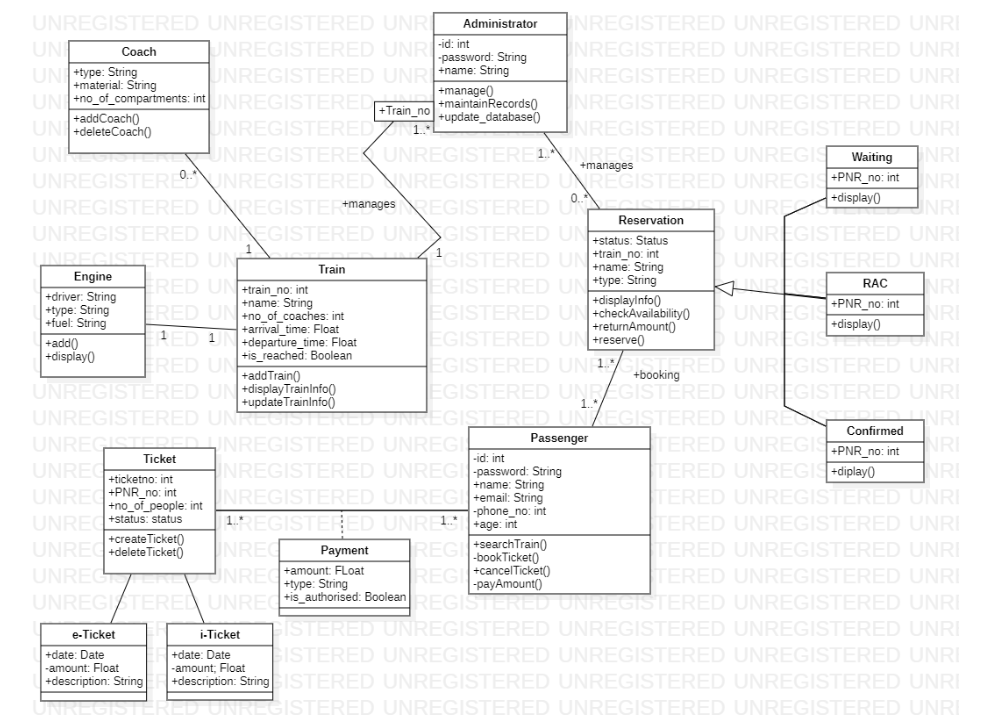 UNREGISTERED UNREGISTERED UNREGISTERED UNREGISTERED UNREGISTERED UNRI
Administrator
-id: int
-password: String
+name: String
+manage()
+maintainRecords()
+update_database()
Coach
+type: String
+material: String
+no_of_compartments: int
+addCoach()
+deleteCoach()
+Train_no
1..*
1..*
+manages
0..*
0..*
1
+manages
1
Waiting
+PNR_no: int
+display()
Reservation
+status: Status
+train_no: int
+name: String
+type: String
+displayInfo()
+checkAvailability()
+returnAmount()
+reserve()
RAC
+PNR_no: int
+display()
Confirmed
+PNR_no: int
+diplay()
Engine
+driver: String
+type: String
+fuel: String
+add()
+display()
1
1
Train
+train_no: int
+name: String
+no_of_coaches: int
+arrival_time: Float
+departure_time: Float
+is_reached: Boolean
+addTrain()
+displayTrainInfo()
+updateTrainInfo()
1..*
+booking
1..*
Passenger
-id: int
-password: String
+name: String
+email: String
-phone_no: int
+age: int
+searchTrain()
-bookTicket()
+cancelTicket()
-payAmount()
Ticket
+ticketno: int
+PNR_no: int
+no_of_people: int
+status: status
+createTicket()
+deleteTicket()
1..*
1..*
Payment
+amount: FLoat
+type: String
+is_authorised: Boolean
e-Ticket
+date: Date
-amount: Float
+description: String
i-Ticket
+date: Date
-amount; Float
+description: String